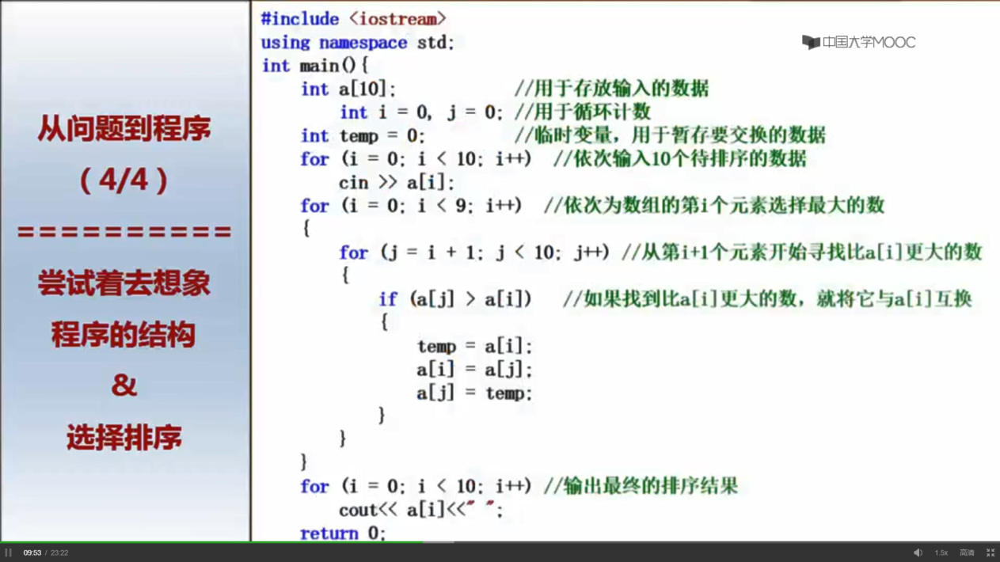 从问题到程序
（4/4）
==========
尝试着去想象
程序的结构
&
选择排序
#include <iostream>
using namespace std;
int main(){
int a[10]; //用于存放输入的数据
int i = 0, j = 0; //用于循环计数
int temp = 0; //临时变量，用于暂存要交换的数据
for (i = 0; i < 10; i++) //依次输入10个待排序的数据
cin >> a[i];
for (i = 0; i < 9; i++) //依次为数组的第i个元素选择最大的数
{
for (j = i + 1; j < 10; j++) //从第i+1个元素开始寻找比a[i]更大的数
{
if (a[j] > a[i]) //如果找到比a[i]更大的数，就将它与a[i]互换
{
temp = a[i];
a[i] = a[j];
a[j] = temp;
}
}
}
for (i = 0; i < 10; i++) //输出最终的排序结果
cout<< a[i]<<" ";
return 0;
中国大学MOOC
09:53 / 23:22
1.5x 高清